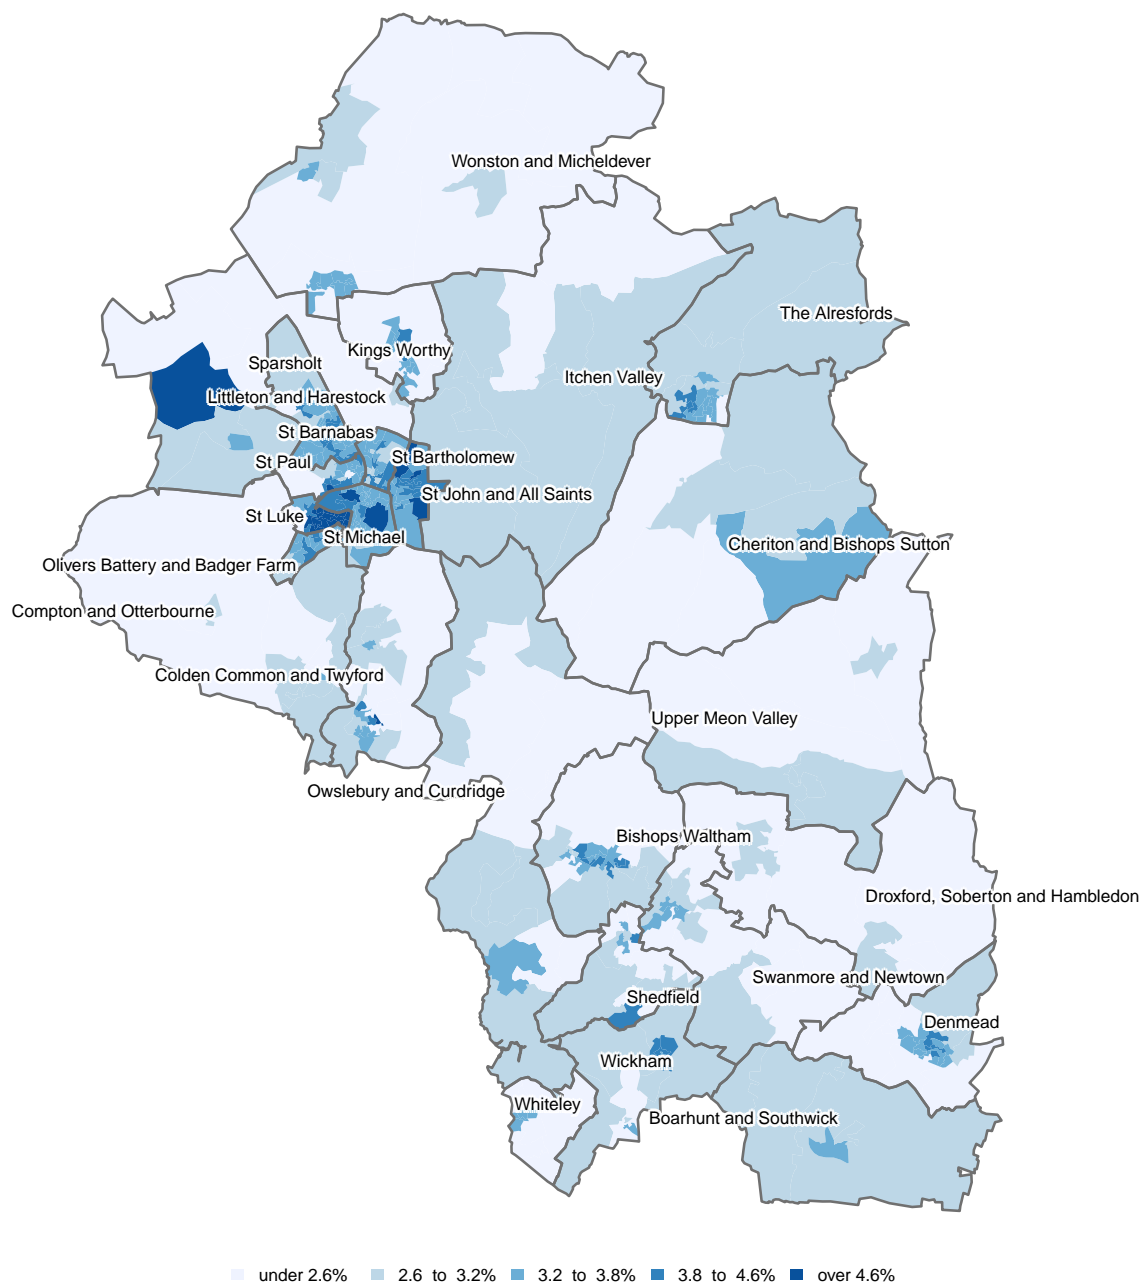 Wonston and Micheldever
The Alresfords
Kings Worthy
Sparsholt
Itchen Valley
Littleton and Harestock
St Barnabas
St Bartholomew
St Paul
St John and All Saints
St Luke
St Michael
Cheriton and Bishops Sutton
Olivers Battery and Badger Farm
Compton and Otterbourne
Colden Common and Twyford
Upper Meon Valley
Owslebury and Curdridge
Bishops Waltham
Droxford, Soberton and Hambledon
Swanmore and Newtown
Shedfield
Denmead
Wickham
Whiteley
Boarhunt and Southwick
under 2.6% 2.6 to 3.2% 3.2 to 3.8% 3.8 to 4.6% over 4.6%